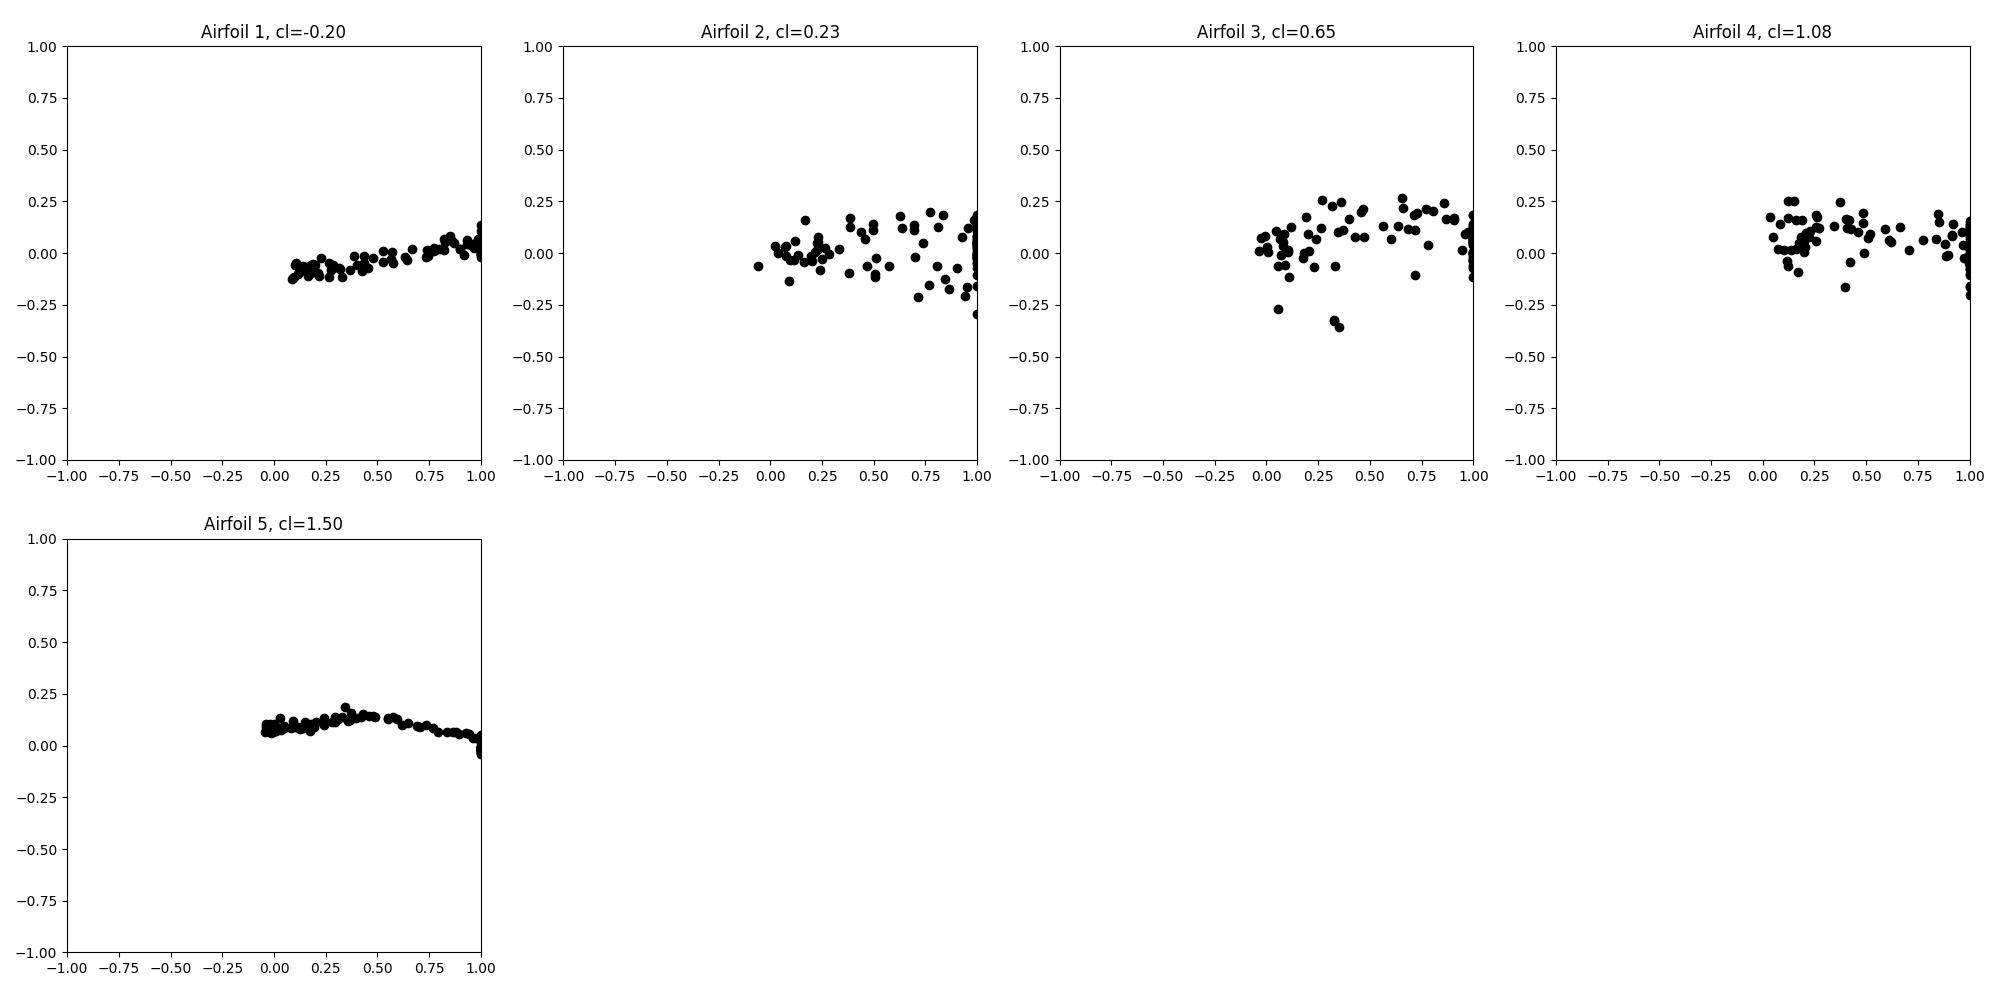 Airfoil 1, cl=-0.20
Airfoil 2, cl=0.23
Airfoil 3, cl=0.65
Airfoil 4, cl=1.08
1.00 1.00 1.00 1.00
0.75 0.75 0.75 0.75
0.50 0.50 0.50 0.50
0.25 0.25 0.25 0.25
0.00 0.00 0.00 0.00
−0.25 −0.25 −0.25 −0.25
−0.50 −0.50 −0.50 −0.50
−0.75 −0.75 −0.75 −0.75
−1.00 −1.00 −1.00 −1.00
−1.00 −0.75 −0.50 −0.25 0.00 0.25 0.50 0.75 1.00
−1.00 −0.75 −0.50 −0.25 0.00 0.25 0.50 0.75 1.00
−1.00 −0.75 −0.50 −0.25 0.00 0.25 0.50 0.75 1.00
−1.00 −0.75 −0.50 −0.25 0.00 0.25 0.50 0.75 1.00
Airfoil 5, cl=1.50
1.00
0.75
0.50
0.25
0.00
−0.25
−0.50
−0.75
−1.00
−1.00 −0.75 −0.50 −0.25 0.00 0.25 0.50 0.75 1.00